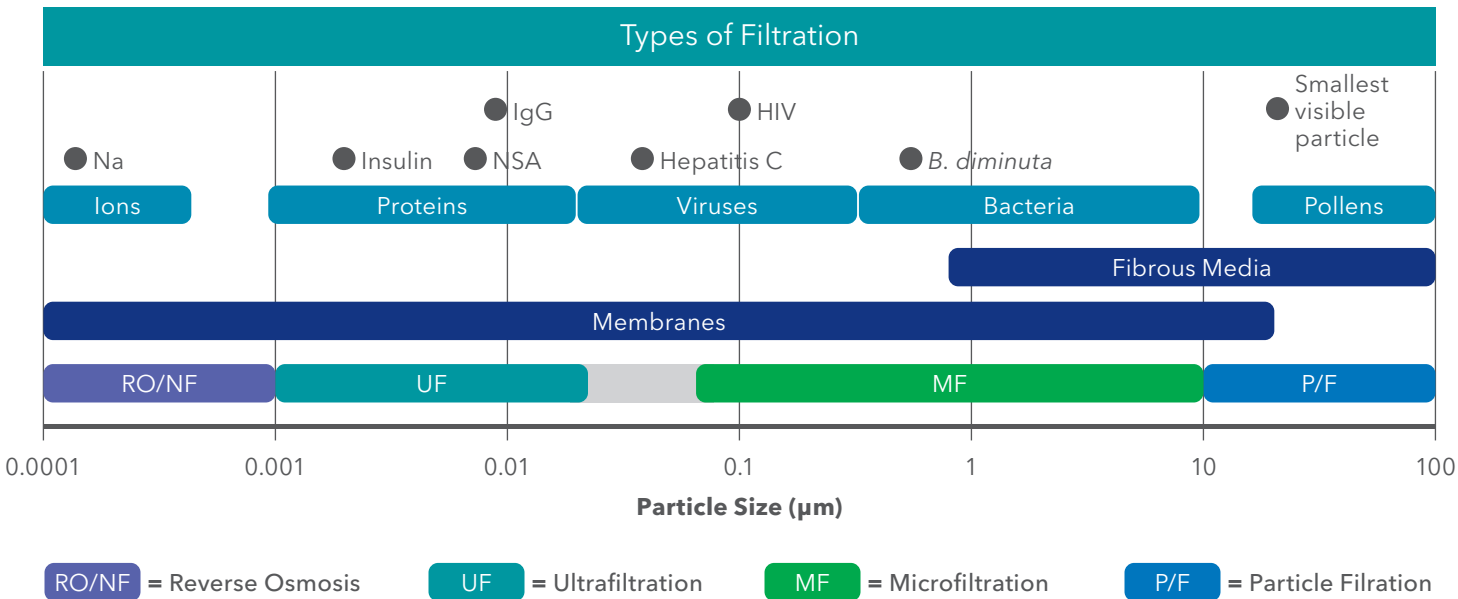 Types of Filtration
Smallest
visible
particle
IgG
HIV
Na
Insulin
NSA
Hepatitis C
B. diminuta
Ions
Proteins
Viruses
Bacteria
Pollens
Fibrous Media
Membranes
RO/NF
UF
MF
P/F
0.0001
0.001
0.01
0.1
1
10
100
Particle Size (µm)
RO/NF = Reverse Osmosis
UF = Ultrafiltration
MF = Microfiltration
P/F = Particle Filration